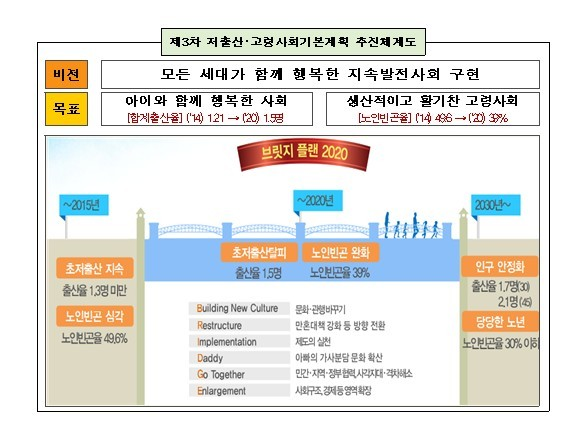 제3차 저출산·고령사회기본계획 추진체계도
비젼
모든 세대가 함께 행복한 지속발전사회 구현
목표
아이와 함께 행복한 사회
[합계출산율] ('14) 1.21 → ('20) 1.5명
생산적이고 활기찬 고령사회
[노인빈곤율] ('14) 49.6 → ('20) 39%
브릿지 플랜 2020
~2015년
~2020년
2030년~
초저출산 지속
출산율 1.3명 미만
노인빈곤 심각
노인빈곤율 49.6%
초저출산탈피
출산율 1.5명
노인빈곤 완화
노인빈곤율 39%
인구 안정화
출산율 1.7명(30)
2.1명(45)
당당한 노년
노인빈곤율 30% 이하
Building New Culture 문화·관행바꾸기
Restructure 만혼대책 강화 등 방향 전환
Implementation 제도의 실천
Daddy 아빠의 가사분담 문화 확산
Go Together 민간·지역·정부 협력, 사각지대·격차해소
Enlargement 사회구조, 경제 등 영역 확장